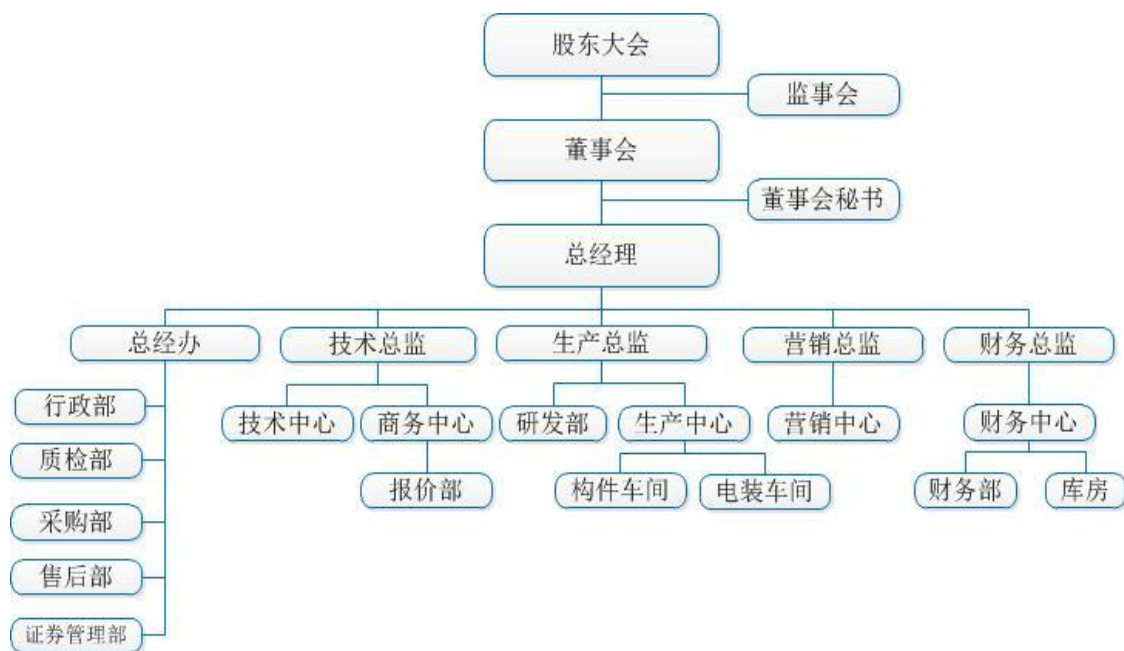 股东大会
监事会
董事会
董事会秘书
总经理
总经办
技术总监
生产总监
营销总监
财务总监
行政部
技术中心
商务中心
研发部
生产中心
营销中心
财务中心
质检部
报价部
构件车间
电装车间
财务部
库房
采购部
售后部
证券管理部